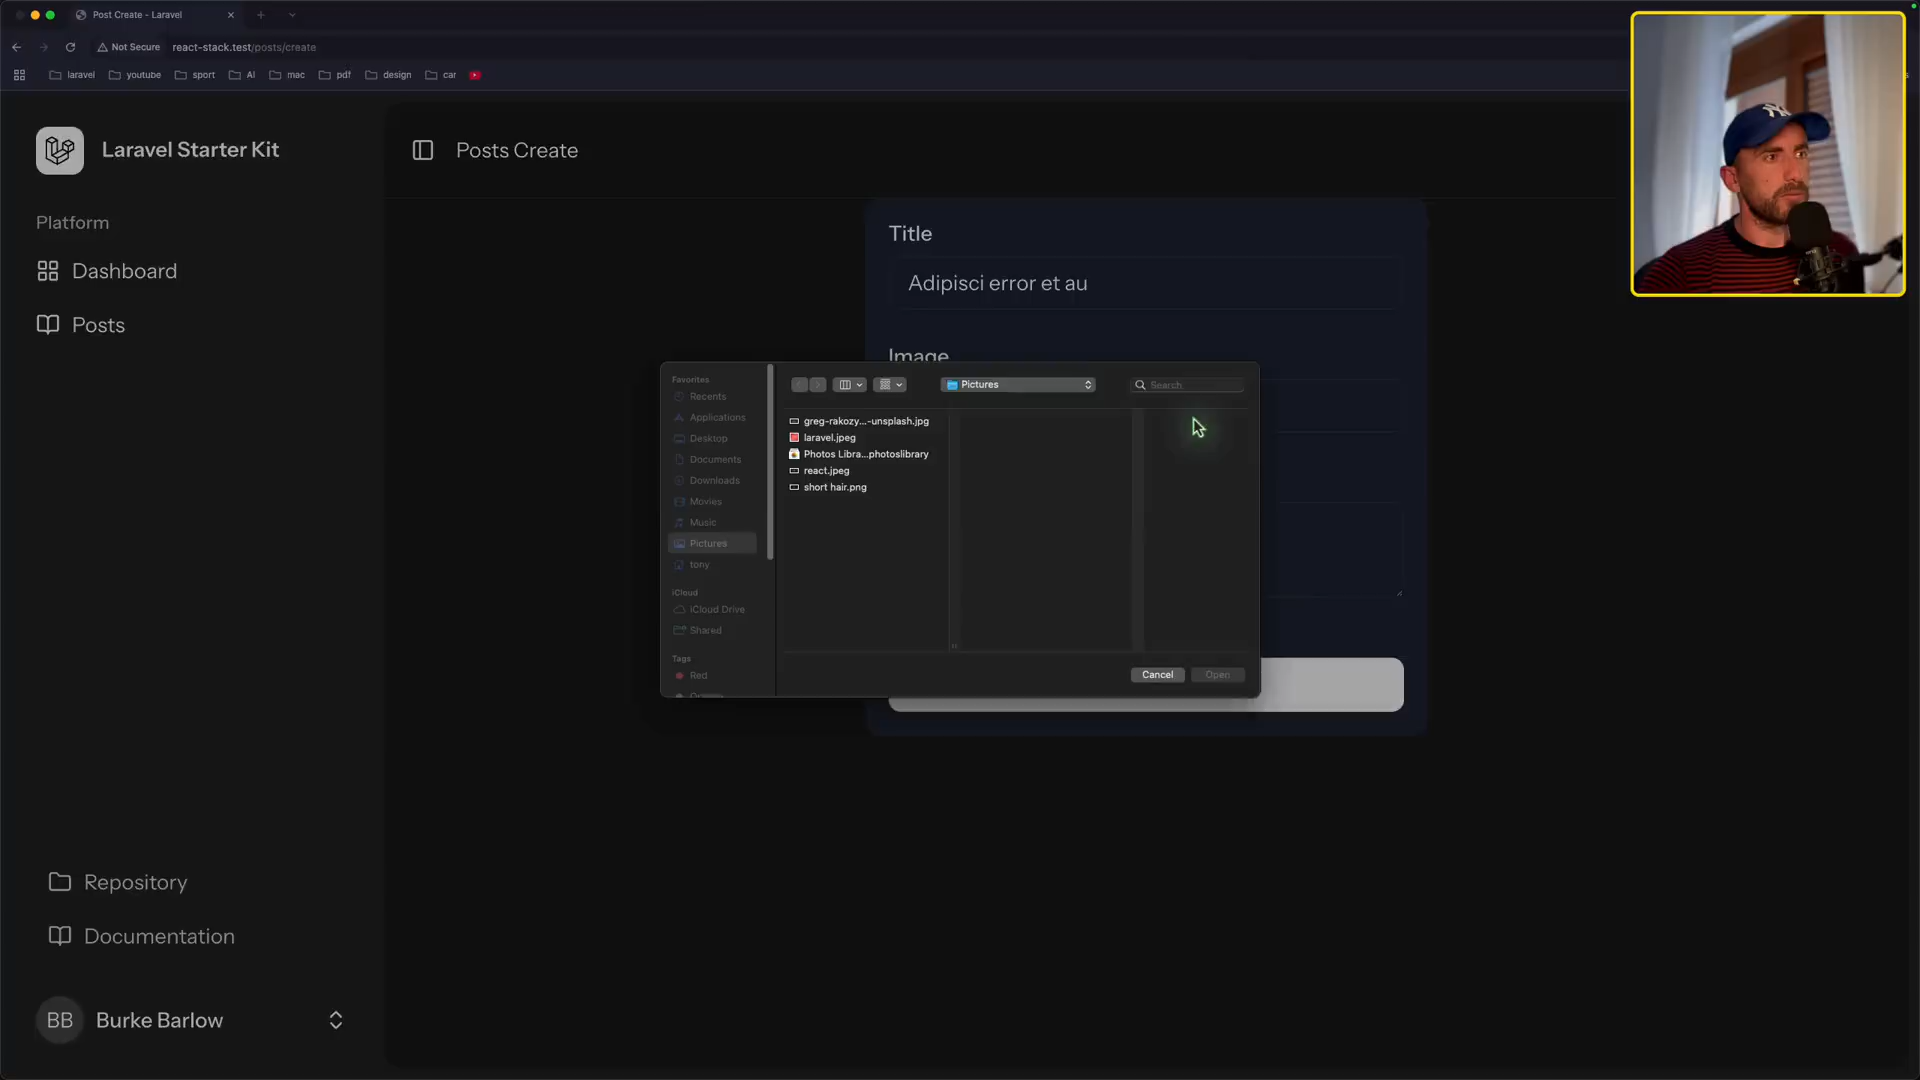 Post Create - Laravel
Not Secure
react-stack.test/posts/create
laravel
youtube
sport
AI
mac
pdf
design
car
Laravel Starter Kit
Platform
Dashboard
Posts
Posts Create
Title
Adipisci error et au
Image
Favorites
Recents
Applications
Desktop
Documents
Downloads
Movies
Music
Pictures
tony
iCloud
iCloud Drive
Shared
Tags
Red
Pictures
Search
greg-rakozy...-unsplash.jpg
laravel.jpeg
Photos Libra...photoslibrary
react.jpeg
short hair.png
Cancel
Open
Repository
Documentation
BB
Burke Barlow
NY